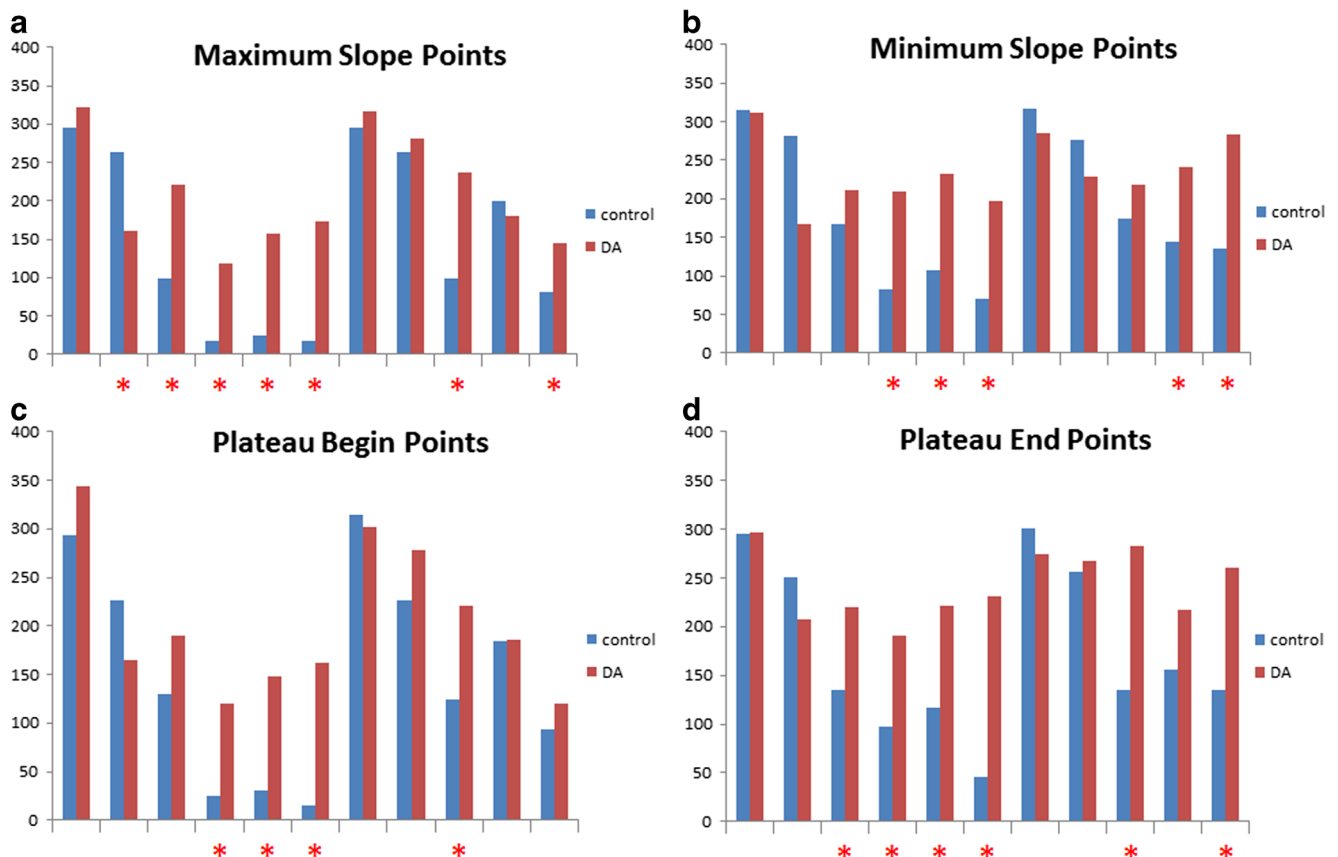 a
Maximum Slope Points
400
350
300
250
200
150
100
50
0
control
DA
* * * * * * *
b
Minimum Slope Points
400
350
300
250
200
150
100
50
0
control
DA
* * * * *
c
Plateau Begin Points
400
350
300
250
200
150
100
50
0
control
DA
* * * *
d
Plateau End Points
400
350
300
250
200
150
100
50
0
control
DA
* * * * * *